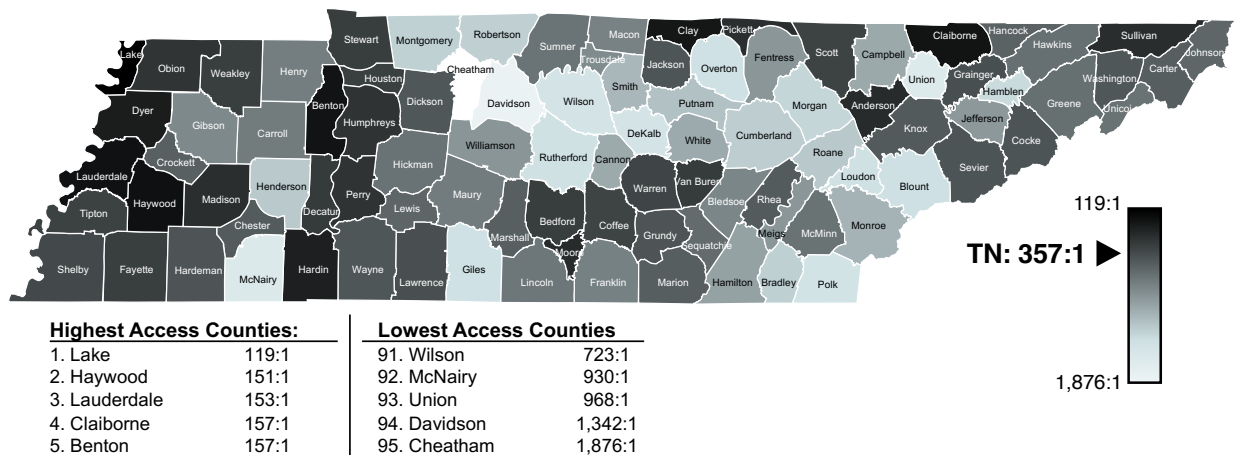 Stewart
Montgomery
Robertson
Sumner
Macon
Trousdale
Clay
Pickett
Scott
Campbell
Claiborne
Hancock
Hawkins
Sullivan
Johnson
Carter
Washington
Unicoi
Greene
Lake
Obion
Weakley
Henry
Houston
Benton
Dickson
Humphreys
Cheatham
Davidson
Wilson
Smith
Jackson
Overton
Fentress
Putnam
Morgan
Anderson
Union
Grainger
Hamblen
Jefferson
Knox
Cocke
Dyer
Gibson
Carroll
Crockett
Lauderdale
Haywood
Madison
Henderson
Decatur
Perry
Hickman
Williamson
Rutherford
Cannon
DeKalb
White
Cumberland
Roane
Loudon
Blount
Sevier
Tipton
Chester
Lewis
Maury
Marshall
Bedford
Coffee
Warren
Van Buren
Bledsoe
Rhea
Meigs
McMinn
Monroe
Shelby
Fayette
Hardeman
McNairy
Hardin
Wayne
Lawrence
Giles
Lincoln
Moore
Franklin
Grundy
Sequatchie
Marion
Hamilton
Bradley
Polk
119:1
TN: 357:1
1,876:1
Highest Access Counties:
1. Lake 119:1
2. Haywood 151:1
3. Lauderdale 153:1
4. Claiborne 157:1
5. Benton 157:1
Lowest Access Counties
91. Wilson 723:1
92. McNairy 930:1
93. Union 968:1
94. Davidson 1,342:1
95. Cheatham 1,876:1